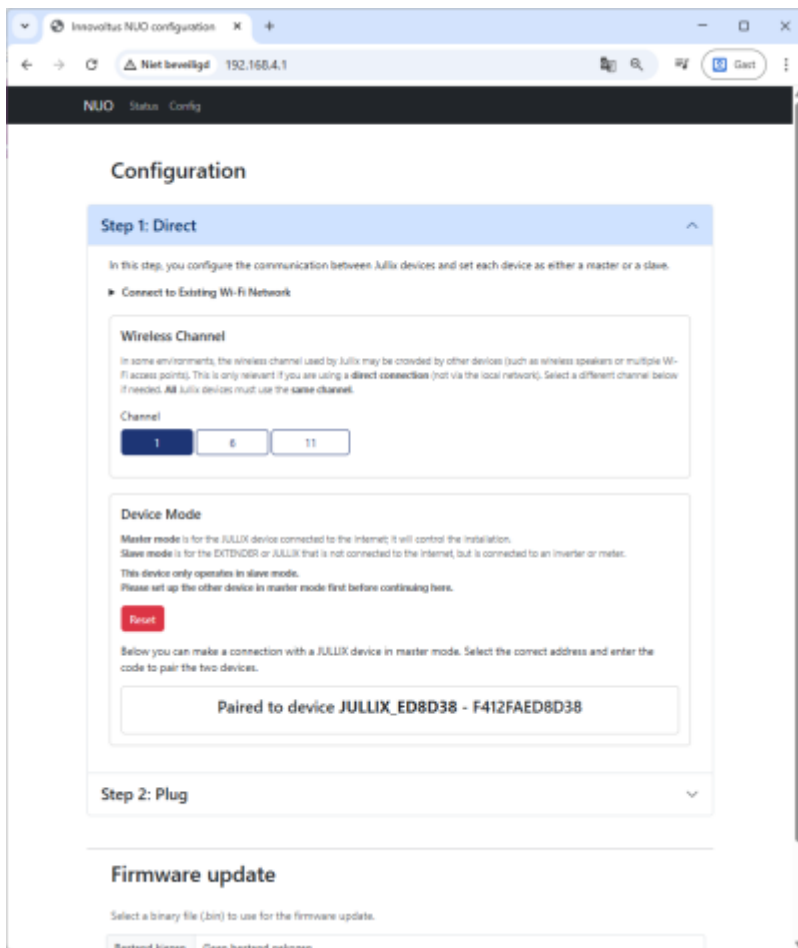 Innovoltus NUO configuration
Niet beveiligd 192.168.4.1
Gast
NUO Status Config
Configuration
Step 1: Direct
In this step, you configure the communication between Jullix devices and set each device as either a master or a slave.
Connect to Existing Wi-Fi Network
Wireless Channel
In some environments, the wireless channel used by Jullix may be crowded by other devices (such as wireless speakers or multiple Wi-
Fi access points). This is only relevant if you are using a direct connection (not via the local network). Select a different channel below
if needed. All Jullix devices must use the same channel.
Channel
1 6 11
Device Mode
Master mode is for the JULLIX device connected to the internet; it will control the installation.
Slave mode is for the EXTENDER or JULLIX that is not connected to the internet, but is connected to an inverter or meter.
This device only operates in slave mode.
Please set up the other device in master mode first before continuing here.
Reset
Below you can make a connection with a JULLIX device in master mode. Select the correct address and enter the
code to pair the two devices.
Paired to device JULLIX_ED8D38 - F412FAED8D38
Step 2: Plug
Firmware update
Select a binary file (.bin) to use for the firmware update.